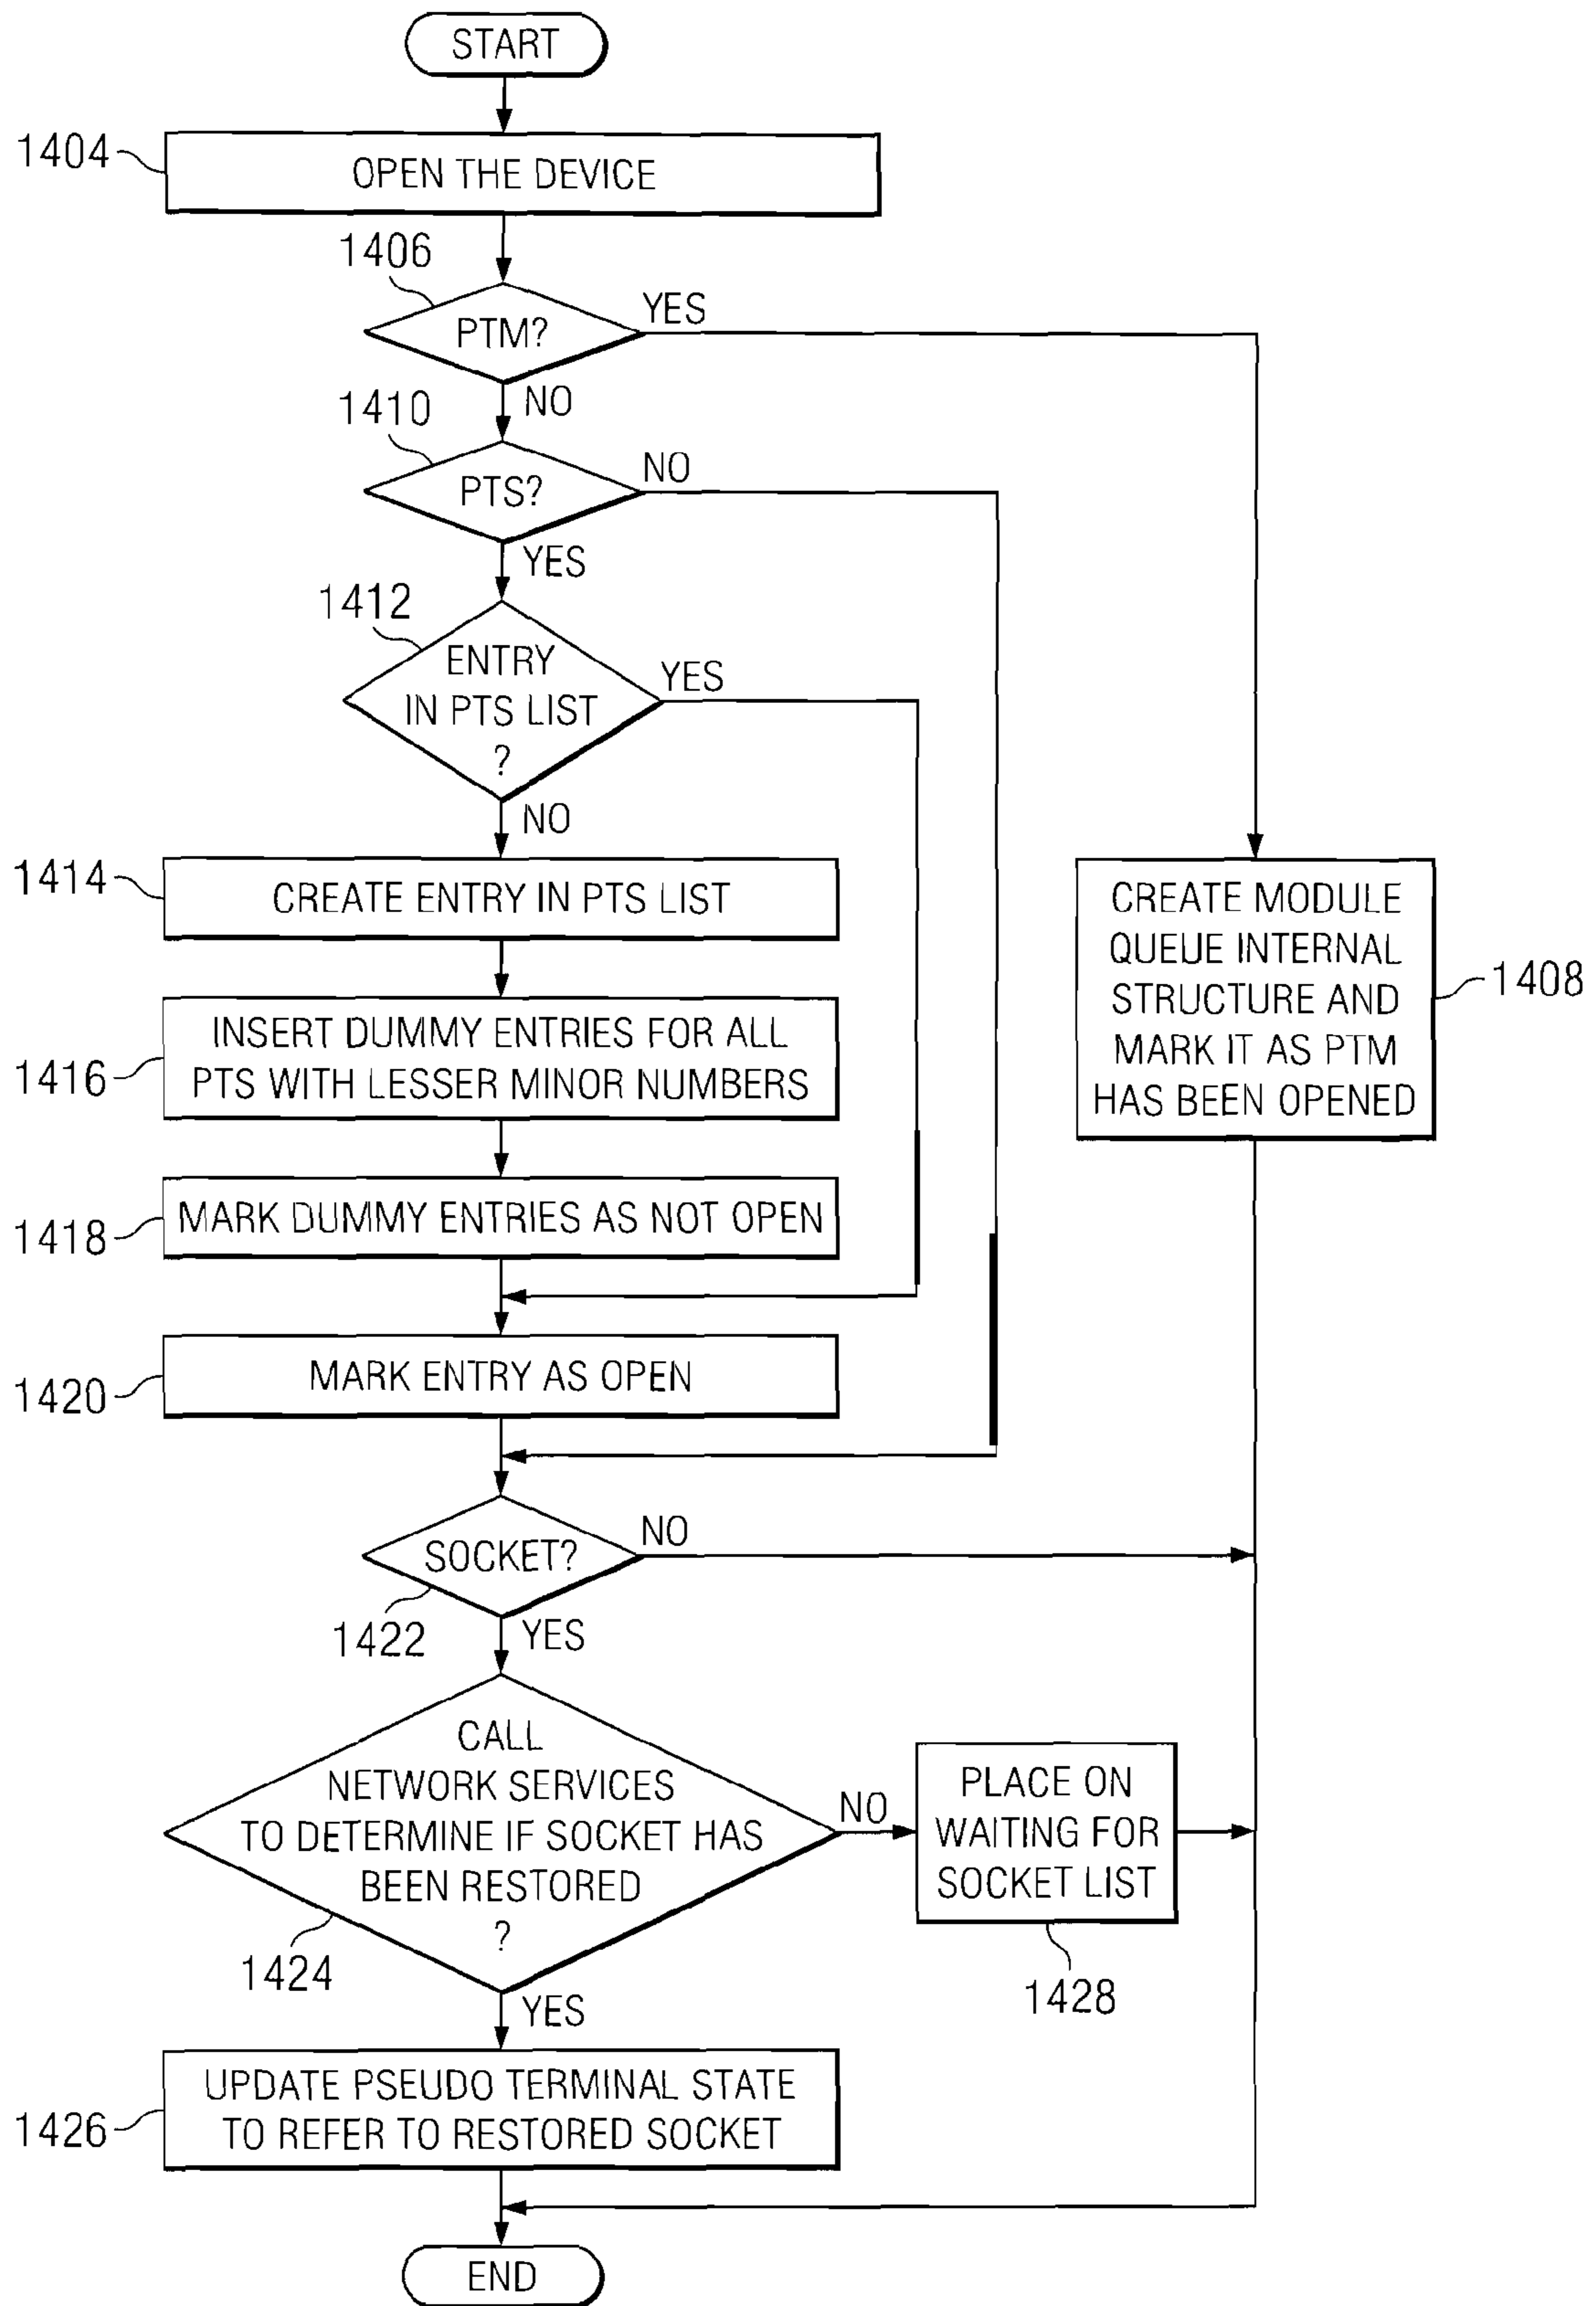 START
1404
OPEN THE DEVICE
1406
PTM?
YES
NO
1410
PTS?
NO
YES
1412
ENTRY
IN PTS LIST
?
YES
NO
1414
CREATE ENTRY IN PTS LIST
CREATE MODULE
QUEUE INTERNAL
STRUCTURE AND
MARK IT AS PTM
HAS BEEN OPENED
1408
1416
INSERT DUMMY ENTRIES FOR ALL
PTS WITH LESSER MINOR NUMBERS
1418
MARK DUMMY ENTRIES AS NOT OPEN
1420
MARK ENTRY AS OPEN
SOCKET?
NO
1422
YES
CALL
NETWORK SERVICES
TO DETERMINE IF SOCKET HAS
BEEN RESTORED
?
NO
PLACE ON
WAITING FOR
SOCKET LIST
1424
1428
YES
1426
UPDATE PSEUDO TERMINAL STATE
TO REFER TO RESTORED SOCKET
END